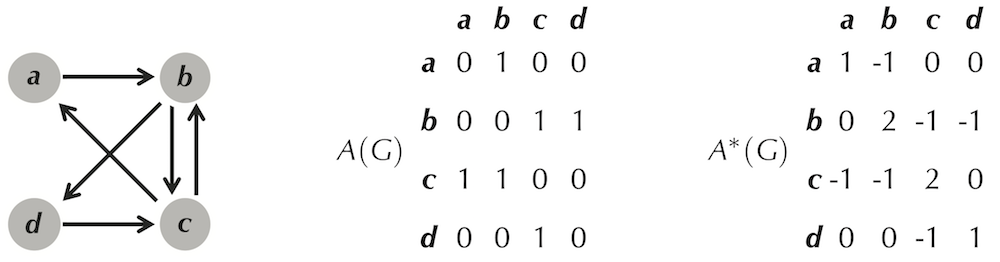 a b
d c
A(G)
a b c d
a 0 1 0 0
b 0 0 1 1
c 1 1 0 0
d 0 0 1 0
A*(G)
a b c d
a 1 -1 0 0
b 0 2 -1 -1
c -1 -1 2 0
d 0 0 -1 1